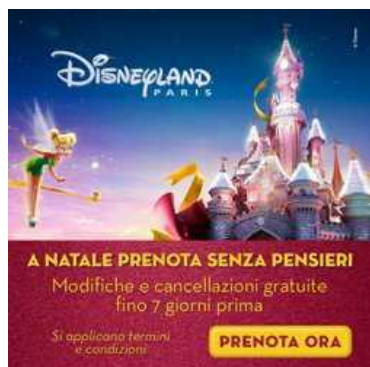 Disneyland
PARIS
A NATALE PRENOTA SENZA PENSIERI
Modifiche e cancellazioni gratuite
fino 7 giorni prima
Si applicano termini
e condizioni
PRENOTA ORA